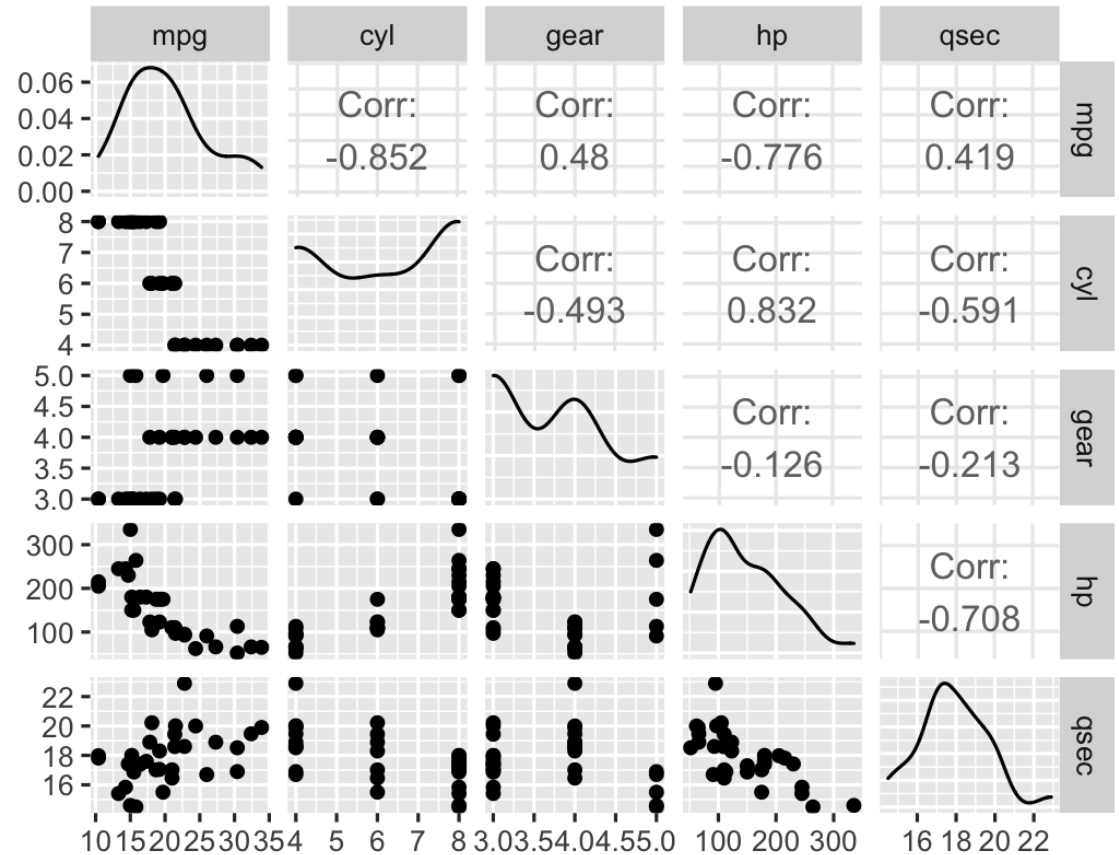 mpg cyl gear hp qsec
0.06
0.04
0.02
0.00
Corr: Corr: Corr: Corr:
-0.852 0.48 -0.776 0.419
mpg
8
7
6
5
4
Corr: Corr: Corr:
-0.493 0.832 -0.591
cyl
5.0
4.5
4.0
3.5
3.0
Corr: Corr:
-0.126 -0.213
gear
300
200
100
Corr:
-0.708
hp
22
20
18
16
qsec
10 15 20 25 30 35 4 5 6 7 8 3.0 3.5 4.0 4.5 5.0 100 200 300 16 18 20 22